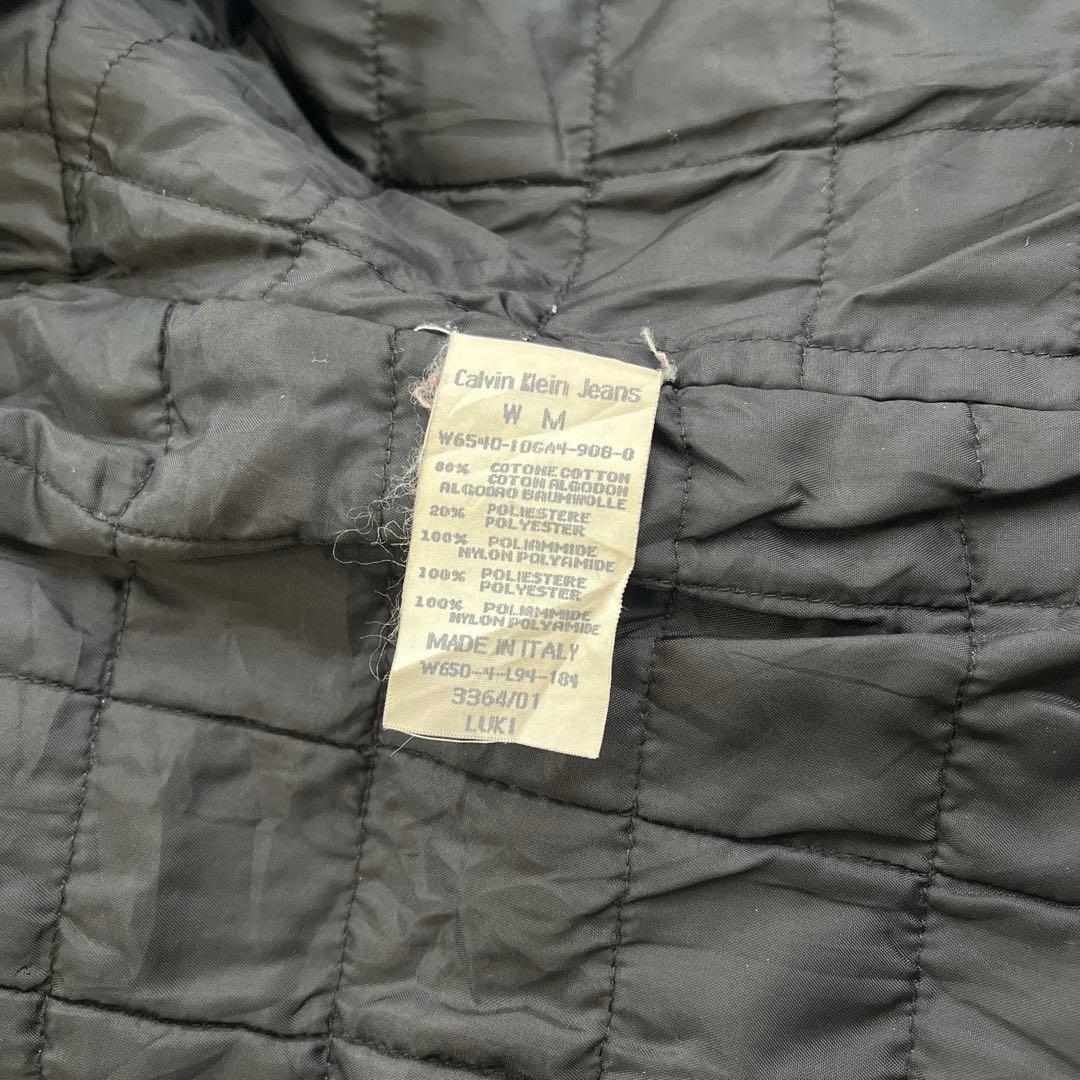 Calvin Klein Jeans
W M
W6540-10GA4-908-0
80% COTONE COTTON
COTON ALGODON
ALGODAO BAUMWOLLE
20% POLIESTERE
POLYESTER
100% POLIAMMIDE
NYLON POLYAMIDE
100% POLIESTERE
POLYESTER
100% POLIAMMIDE
NYLON POLYAMIDE
MADE IN ITALY
W650-4-L94-184
3364/01
LUKI